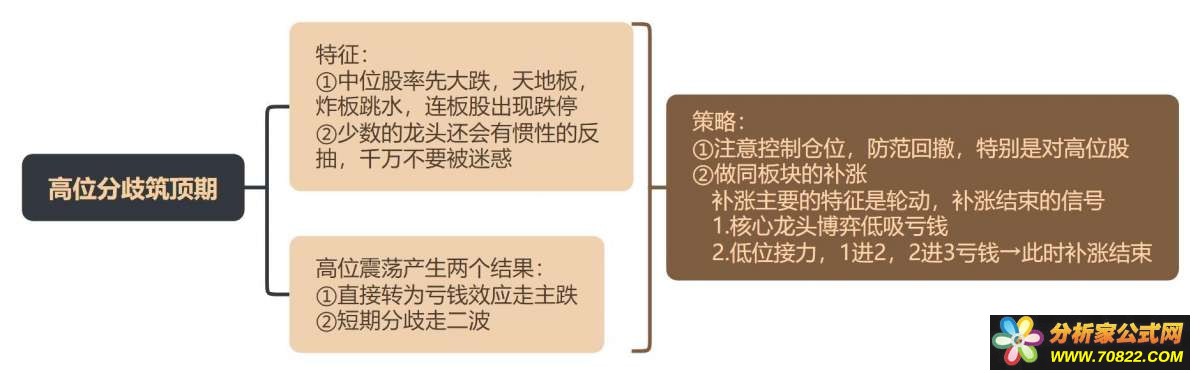 高位分歧筑顶期
特征：
①中位股率先大跌，天地板，
炸板跳水，连板股出现跌停
②少数的龙头还会有惯性的反
抽，千万不要被迷惑
高位震荡产生两个结果：
①直接转为亏钱效应走主跌
②短期分歧走二波
策略：
①注意控制仓位，防范回撤，特别是对高位股
②做同板块的补涨
补涨主要的特征是轮动，补涨结束的信号
1.核心龙头博弈低吸亏钱
2.低位接力，1进2，2进3亏钱→此时补涨结束
分析家公式网
www.70822.com